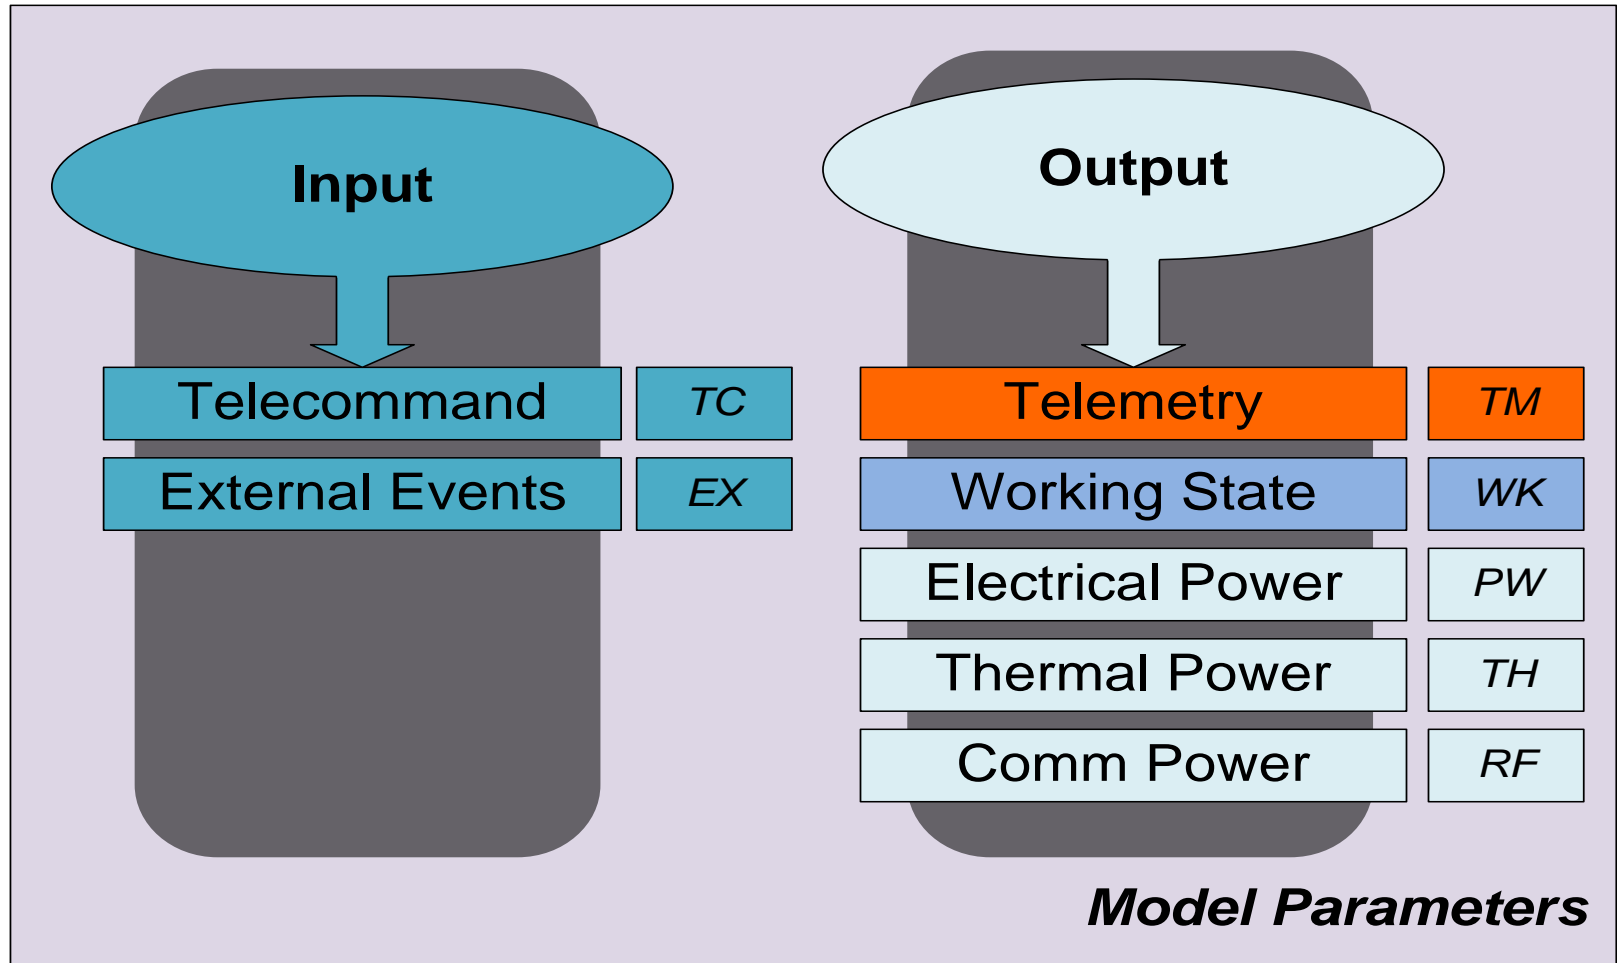 Input
Telecommand TC
External Events EX
Output
Telemetry TM
Working State WK
Electrical Power PW
Thermal Power TH
Comm Power RF
Model Parameters